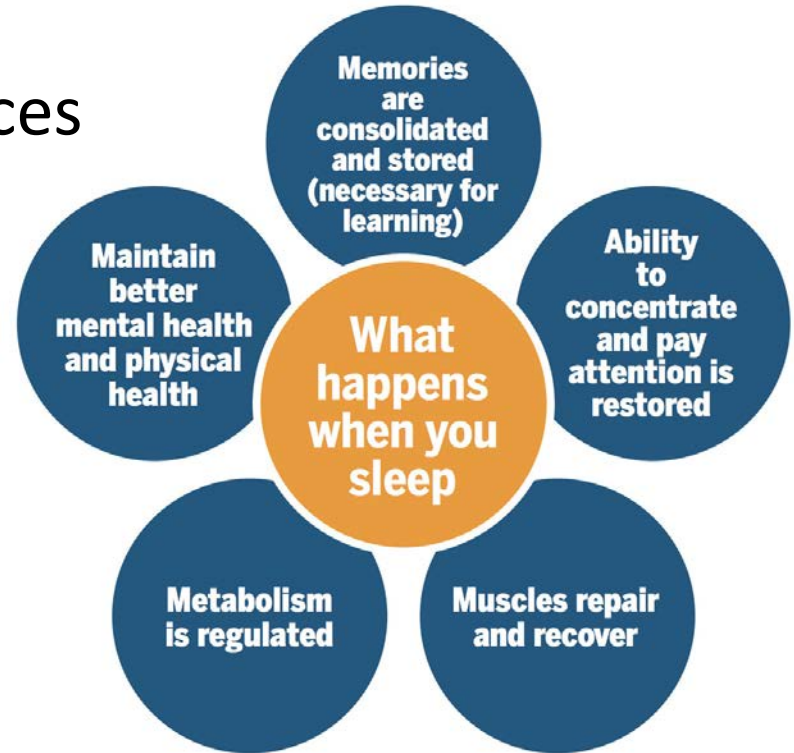 ces
Memories
are
consolidated
and stored
(necessary for
learning)
Maintain
better
mental health
and physical
health
Ability
to
concentrate
and pay
attention is
restored
What
happens
when you
sleep
Metabolism
is regulated
Muscles repair
and recover